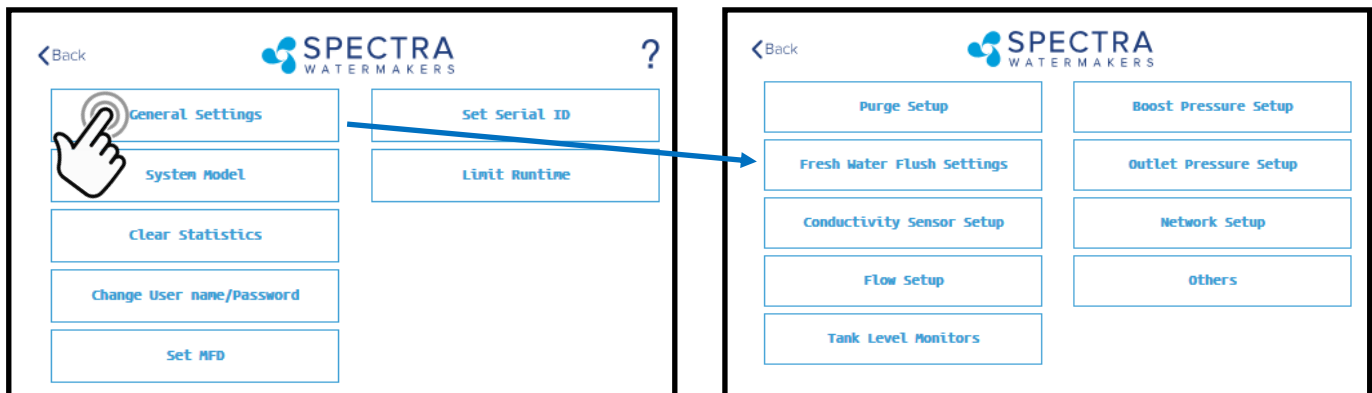 Back
SPECTRA
WATERMAKERS
?
General Settings
Set Serial ID
System Model
Limit Runtime
Clear Statistics
Change User name/Password
Set MFD
Back
SPECTRA
WATERMAKERS
Purge Setup
Boost Pressure Setup
Fresh Water Flush Settings
Outlet Pressure Setup
Conductivity Sensor Setup
Network Setup
Flow Setup
Others
Tank Level Monitors